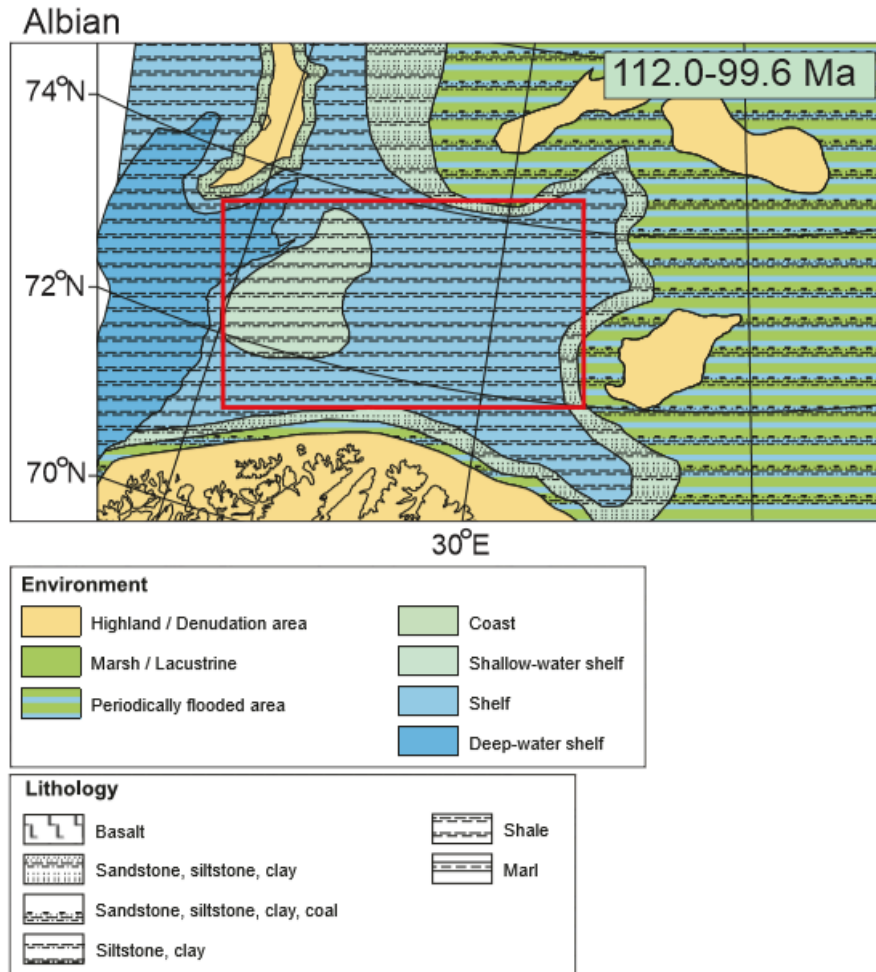 Albian
112.0-99.6 Ma
74°N
72°N
70°N
30°E
Environment
Highland / Denudation area
Marsh / Lacustrine
Periodically flooded area
Coast
Shallow-water shelf
Shelf
Deep-water shelf
Lithology
Basalt
Sandstone, siltstone, clay
Sandstone, siltstone, clay, coal
Siltstone, clay
Shale
Marl